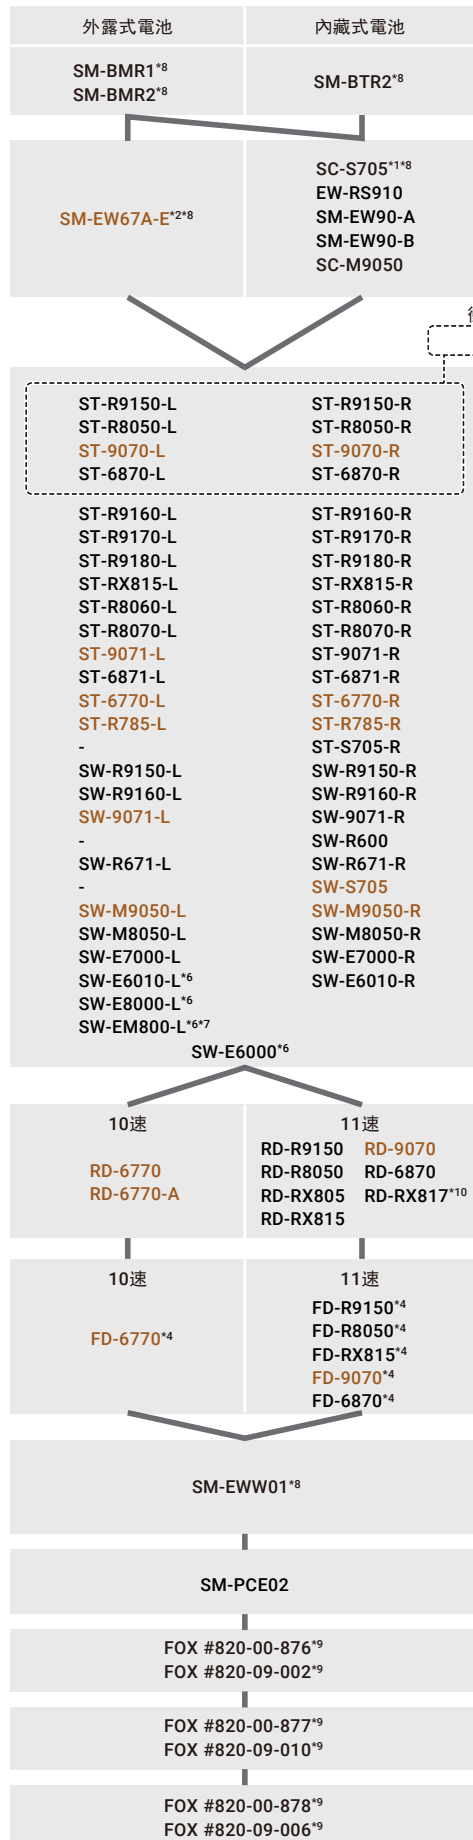 外露式電池
內藏式電池
SM-BMR1*8
SM-BMR2*8
SM-BTR2*8
SM-EW67A-E*2*8
SC-S705*1*8
EW-RS910
SM-EW90-A
SM-EW90-B
SC-M9050
ST-R9150-L ST-R9150-R
ST-R8050-L ST-R8050-R
ST-9070-L ST-9070-R
ST-6870-L ST-6870-R
ST-R9160-L ST-R9160-R
ST-R9170-L ST-R9170-R
ST-R9180-L ST-R9180-R
ST-RX815-L ST-RX815-R
ST-R8060-L ST-R8060-R
ST-R8070-L ST-R8070-R
ST-9071-L ST-9071-R
ST-6871-L ST-6871-R
ST-6770-L ST-6770-R
ST-R785-L ST-R785-R
- ST-S705-R
SW-R9150-L SW-R9150-R
SW-R9160-L SW-R9160-R
SW-9071-L SW-9071-R
- SW-R600
SW-R671-L SW-R671-R
- SW-S705
SW-M9050-L SW-M9050-R
SW-M8050-L SW-M8050-R
SW-E7000-L SW-E7000-R
SW-E6010-L*6 SW-E6010-R
SW-E8000-L*6
SW-EM800-L*6*7
SW-E6000*6
10速
RD-6770
RD-6770-A
11速
RD-R9150 RD-9070
RD-R8050 RD-6870
RD-RX805 RD-RX817*10
RD-RX815
10速
FD-6770*4
11速
FD-R9150*4
FD-R8050*4
FD-RX815*4
FD-9070*4
FD-6870*4
SM-EWW01*8
SM-PCE02
FOX #820-00-876*9
FOX #820-09-002*9
FOX #820-00-877*9
FOX #820-09-010*9
FOX #820-00-878*9
FOX #820-09-006*9